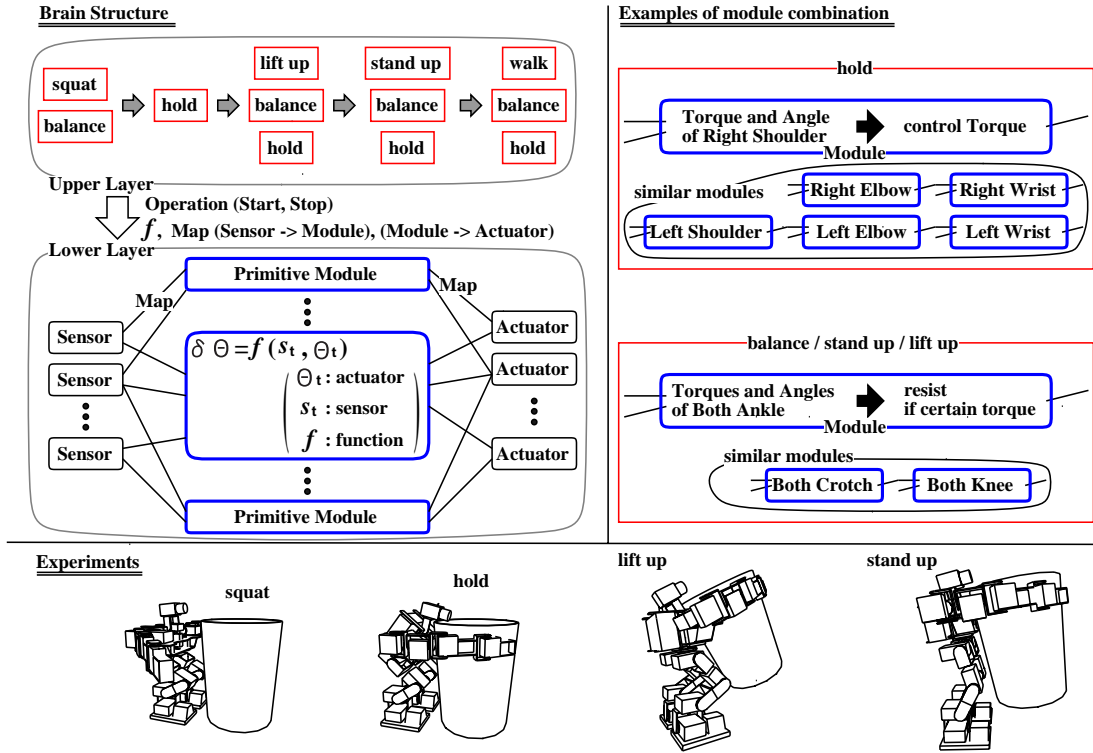 Brain Structure
squat
balance
hold
lift up
balance
hold
stand up
balance
hold
walk
balance
hold
Upper Layer
Operation (Start, Stop)
f, Map (Sensor -> Module), (Module -> Actuator)
Lower Layer
Primitive Module
Map
Map
Sensor
Sensor
Sensor
δ Θ = f ( s t , Θ t )
Θ t : actuator
s t : sensor
f : function
Actuator
Actuator
Actuator
Primitive Module
Examples of module combination
hold
Torque and Angle
of Right Shoulder
control Torque
Module
similar modules
Right Elbow
Right Wrist
Left Shoulder
Left Elbow
Left Wrist
balance / stand up / lift up
Torques and Angles
of Both Ankle
resist
if certain torque
Module
similar modules
Both Crotch
Both Knee
Experiments
squat
hold
lift up
stand up